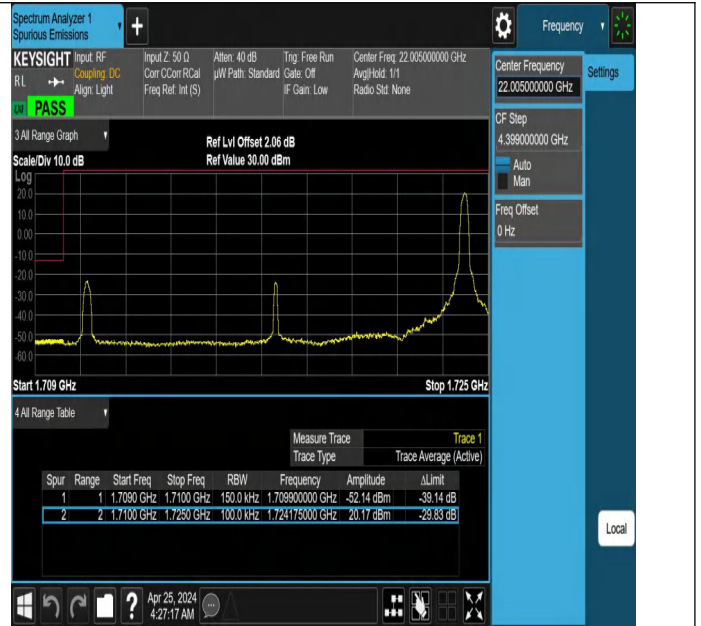 Spectrum Analyzer 1
Spurious Emissions
Frequency
KEYSIGHT
RL
PASS
Input: RF
Coupling: DC
Align: Light
Input Z: 50 Ω
Corr CCorr RCal
Freq Ref: Int (S)
Atten: 40 dB
µW Path: Standard
Trig: Free Run
Gate: Off
IF Gain: Low
Center Freq: 22.005000000 GHz
Avg|Hold: 1/1
Radio Std: None
Center Frequency
22.005000000 GHz
Settings
CF Step
4.399000000 GHz
Auto
Man
Freq Offset
0 Hz
3 All Range Graph
Scale/Div 10.0 dB
Ref Lvl Offset 2.06 dB
Ref Value 30.00 dBm
Log
20.0
10.0
0.00
-10.0
-20.0
-30.0
-40.0
-50.0
-60.0
Start 1.709 GHz
Stop 1.725 GHz
4 All Range Table
Measure Trace Trace 1
Trace Type Trace Average (Active)
Spur Range Start Freq Stop Freq RBW Frequency Amplitude ΔLimit
1 1 1.7090 GHz 1.7100 GHz 150.0 kHz 1.709900000 GHz -52.14 dBm -39.14 dB
2 2 1.7100 GHz 1.7250 GHz 100.0 kHz 1.724175000 GHz 20.17 dBm -29.83 dB
Local
?
Apr 25, 2024
4:27:17 AM